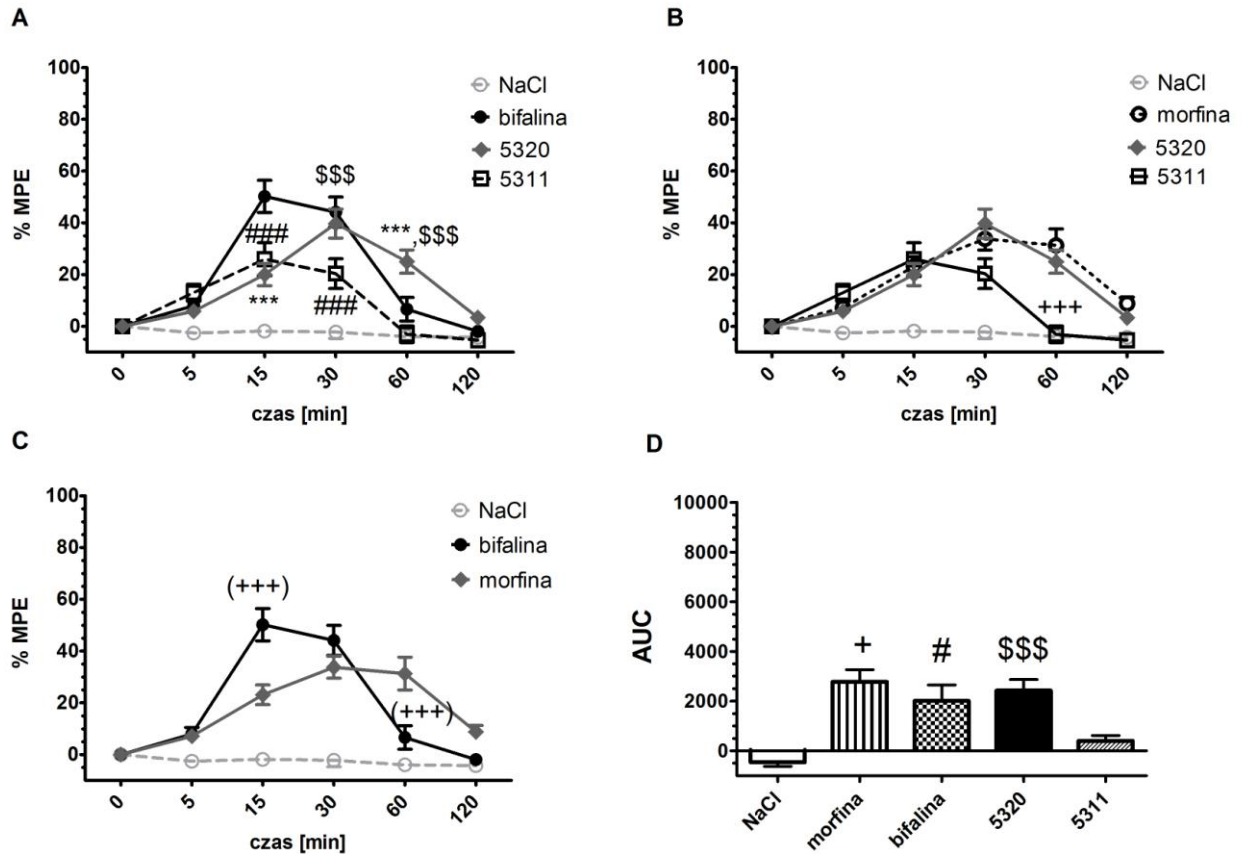 A
% MPE
100
80
60
40
20
0
0
5
15
30
60
120
czas [min]
NaCl
bifalina
5320
5311
$$$
***,$$$
###
***
###
B
% MPE
100
80
60
40
20
0
0
5
15
30
60
120
czas [min]
NaCl
morfina
5320
5311
+++
C
% MPE
100
80
60
40
20
0
0
5
15
30
60
120
czas [min]
NaCl
bifalina
morfina
(+++)
(+++)
D
AUC
10000
8000
6000
4000
2000
0
+
#
$$$
NaCl
morfina
bifalina
5320
5311